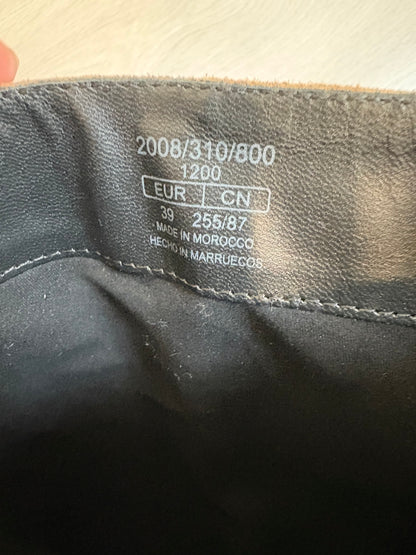 2008/310/800
1200
EUR CN
39 255/87
MADE IN MOROCCO
HECHO IN MARRUECOS